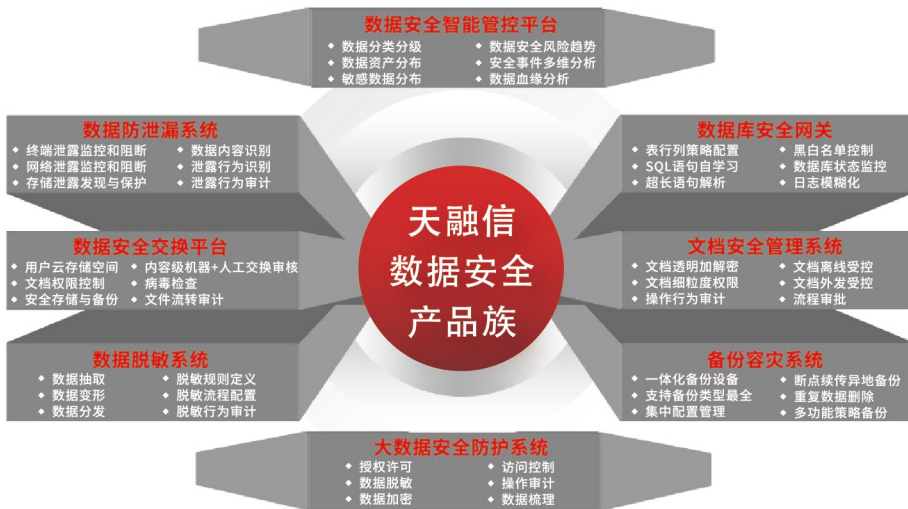 数据安全智能管控平台
◆ 数据分类分级 ◆ 数据安全风险趋势
◆ 数据资产分布 ◆ 安全事件多维分析
◆ 敏感数据分布 ◆ 数据血缘分析
数据防泄漏系统
◆ 终端泄露监控和阻断 ◆ 数据内容识别
◆ 网络泄露监控和阻断 ◆ 泄露行为识别
◆ 存储泄露发现与保护 ◆ 泄露行为审计
数据库安全网关
◆ 表行列策略配置 ◆ 黑白名单控制
◆ SQL语句自学习 ◆ 数据库状态监控
◆ 超长语句解析 ◆ 日志模糊化
天融信
数据安全
产品族
数据安全交换平台
◆ 用户云存储空间 ◆ 内容级机器+人工交换审核
◆ 文档权限控制 ◆ 病毒检查
◆ 安全存储与备份 ◆ 文件流转审计
文档安全管理系统
◆ 文档透明加解密 ◆ 文档离线受控
◆ 文档细粒度权限 ◆ 文档外发受控
◆ 操作行为审计 ◆ 流程审批
数据脱敏系统
◆ 数据抽取 ◆ 脱敏规则定义
◆ 数据变形 ◆ 脱敏流程配置
◆ 数据分发 ◆ 脱敏行为审计
备份容灾系统
◆ 一体化备份设备 ◆ 断点续传异地备份
◆ 支持备份类型最全 ◆ 重复数据删除
◆ 集中配置管理 ◆ 多功能策略备份
大数据安全防护系统
◆ 授权许可 ◆ 访问控制
◆ 数据脱敏 ◆ 操作审计
◆ 数据加密 ◆ 数据梳理